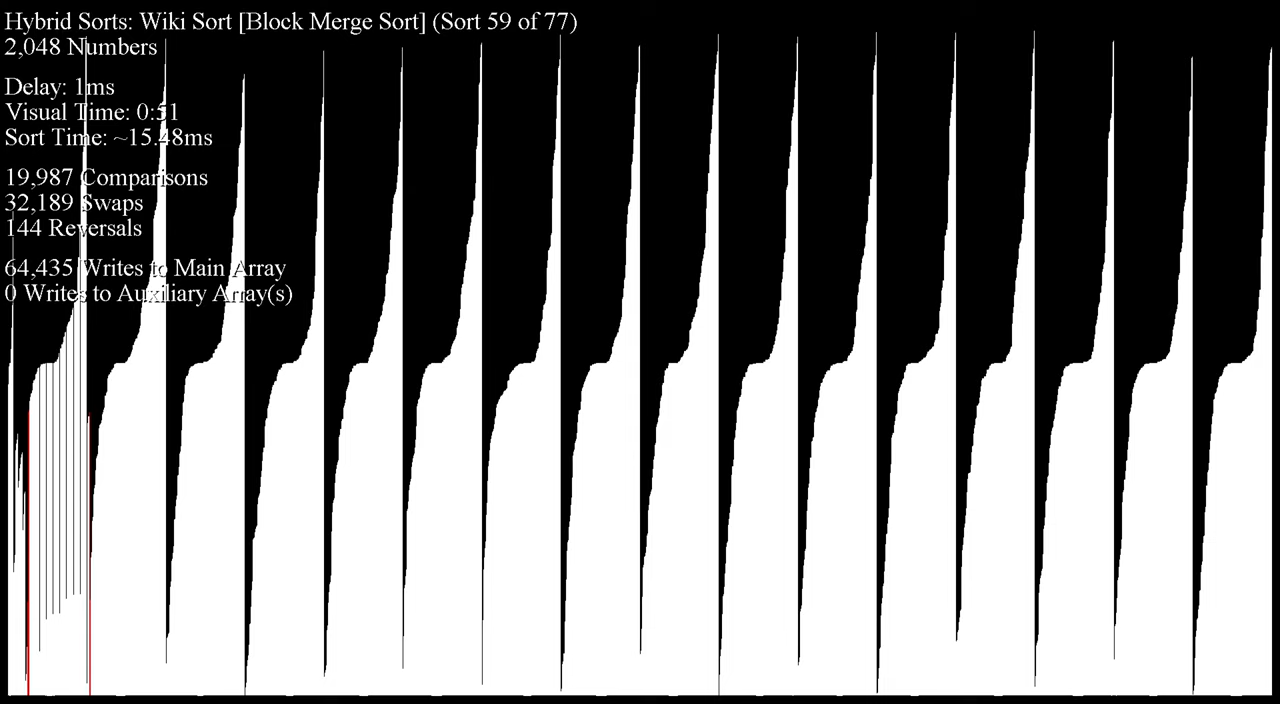 Hybrid Sorts: Wiki Sort [Block Merge Sort] (Sort 59 of 77)
2,048 Numbers
Delay: 1ms
Visual Time: 0:51
Sort Time: ~15.48ms
19,987 Comparisons
32,189 Swaps
144 Reversals
64,435 Writes to Main Array
0 Writes to Auxiliary Array(s)